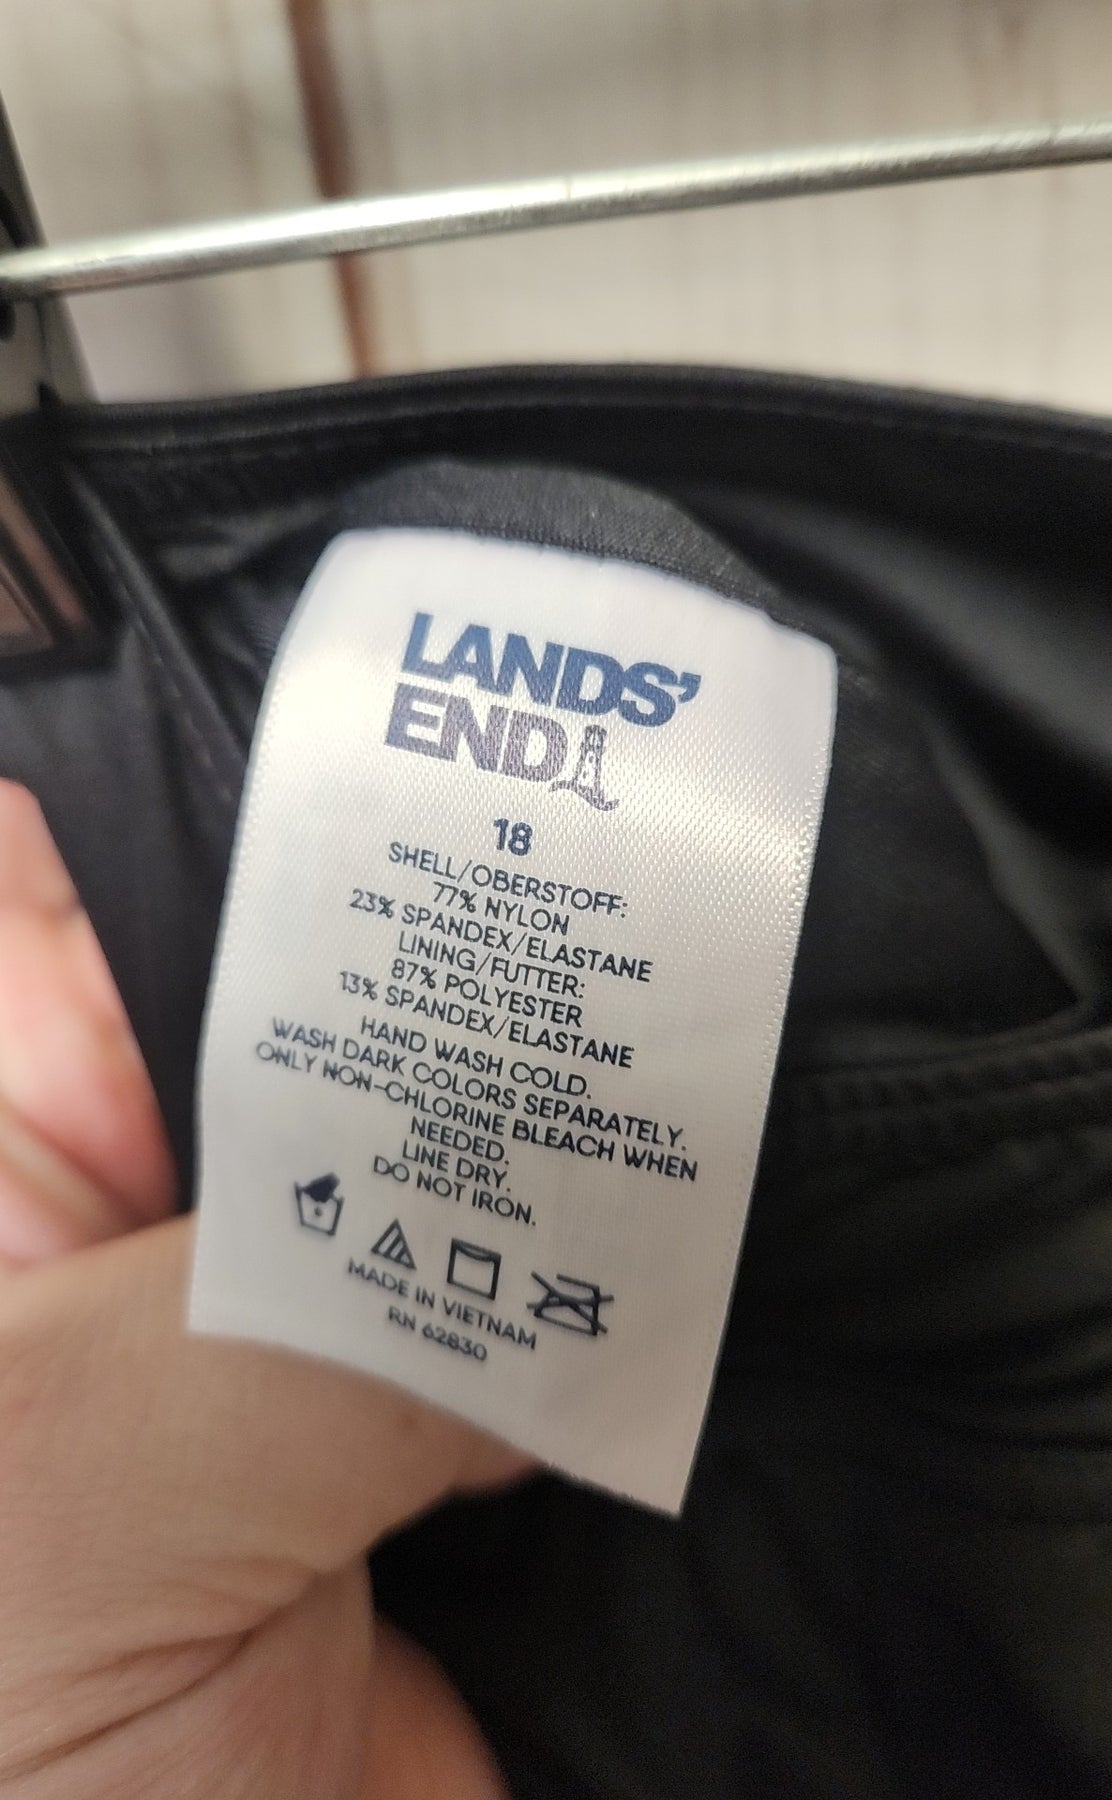 LANDS'
END
18
SHELL/OBERSTOFF:
77% NYLON
23% SPANDEX/ELASTANE
LINING/FUTTER:
87% POLYESTER
13% SPANDEX/ELASTANE
HAND WASH COLD.
WASH DARK COLORS SEPARATELY.
ONLY NON-CHLORINE BLEACH WHEN
NEEDED.
LINE DRY.
DO NOT IRON.
MADE IN VIETNAM
RN 62830